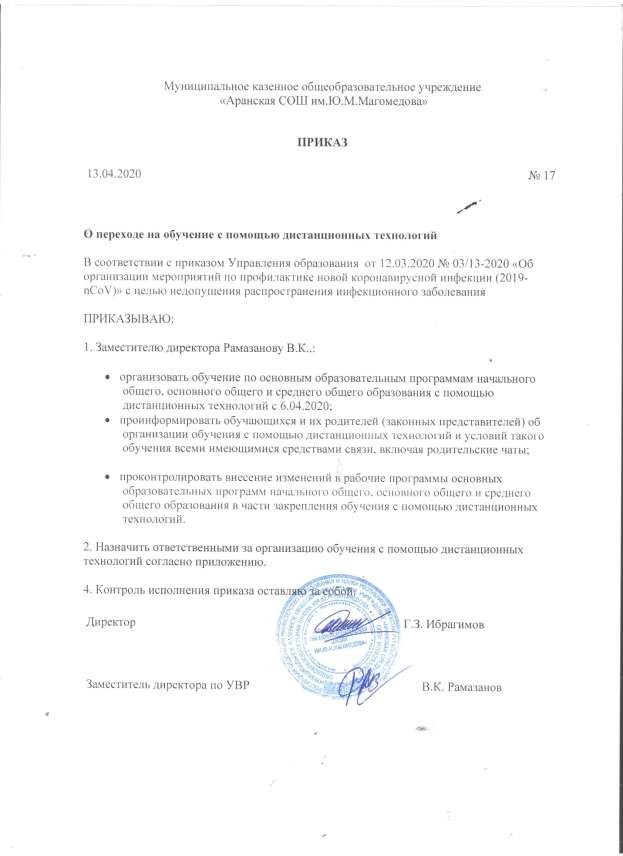 Муниципальное казенное общеобразовательное учреждение
«Аранская СОШ им.Ю.М.Магомедова»
ПРИКАЗ
13.04.2020 № 17
О переходе на обучение с помощью дистанционных технологий
В соответствии с приказом Управления образования от 12.03.2020 № 03/13-2020 «Об
организации мероприятий по профилактике новой коронавирусной инфекции (2019-
nCoV)» с целью недопущения распространения инфекционного заболевания
ПРИКАЗЫВАЮ:
1. Заместителю директора Рамазанову В.К..:
• организовать обучение по основным образовательным программам начального
общего, основного общего и среднего общего образования с помощью
дистанционных технологий с 6.04.2020;
• проинформировать обучающихся и их родителей (законных представителей) об
организации обучения с помощью дистанционных технологий и условий такого
обучения всеми имеющимися средствами связи, включая родительские чаты;
• проконтролировать внесение изменений в рабочие программы основных
образовательных программ начального общего, основного общего и среднего
общего образования в части закрепления обучения с помощью дистанционных
технологий.
2. Назначить ответственными за организацию обучения с помощью дистанционных
технологий согласно приложению.
4. Контроль исполнения приказа оставляю за собой.
Директор Г.З. Ибрагимов
Заместитель директора по УВР В.К. Рамазанов